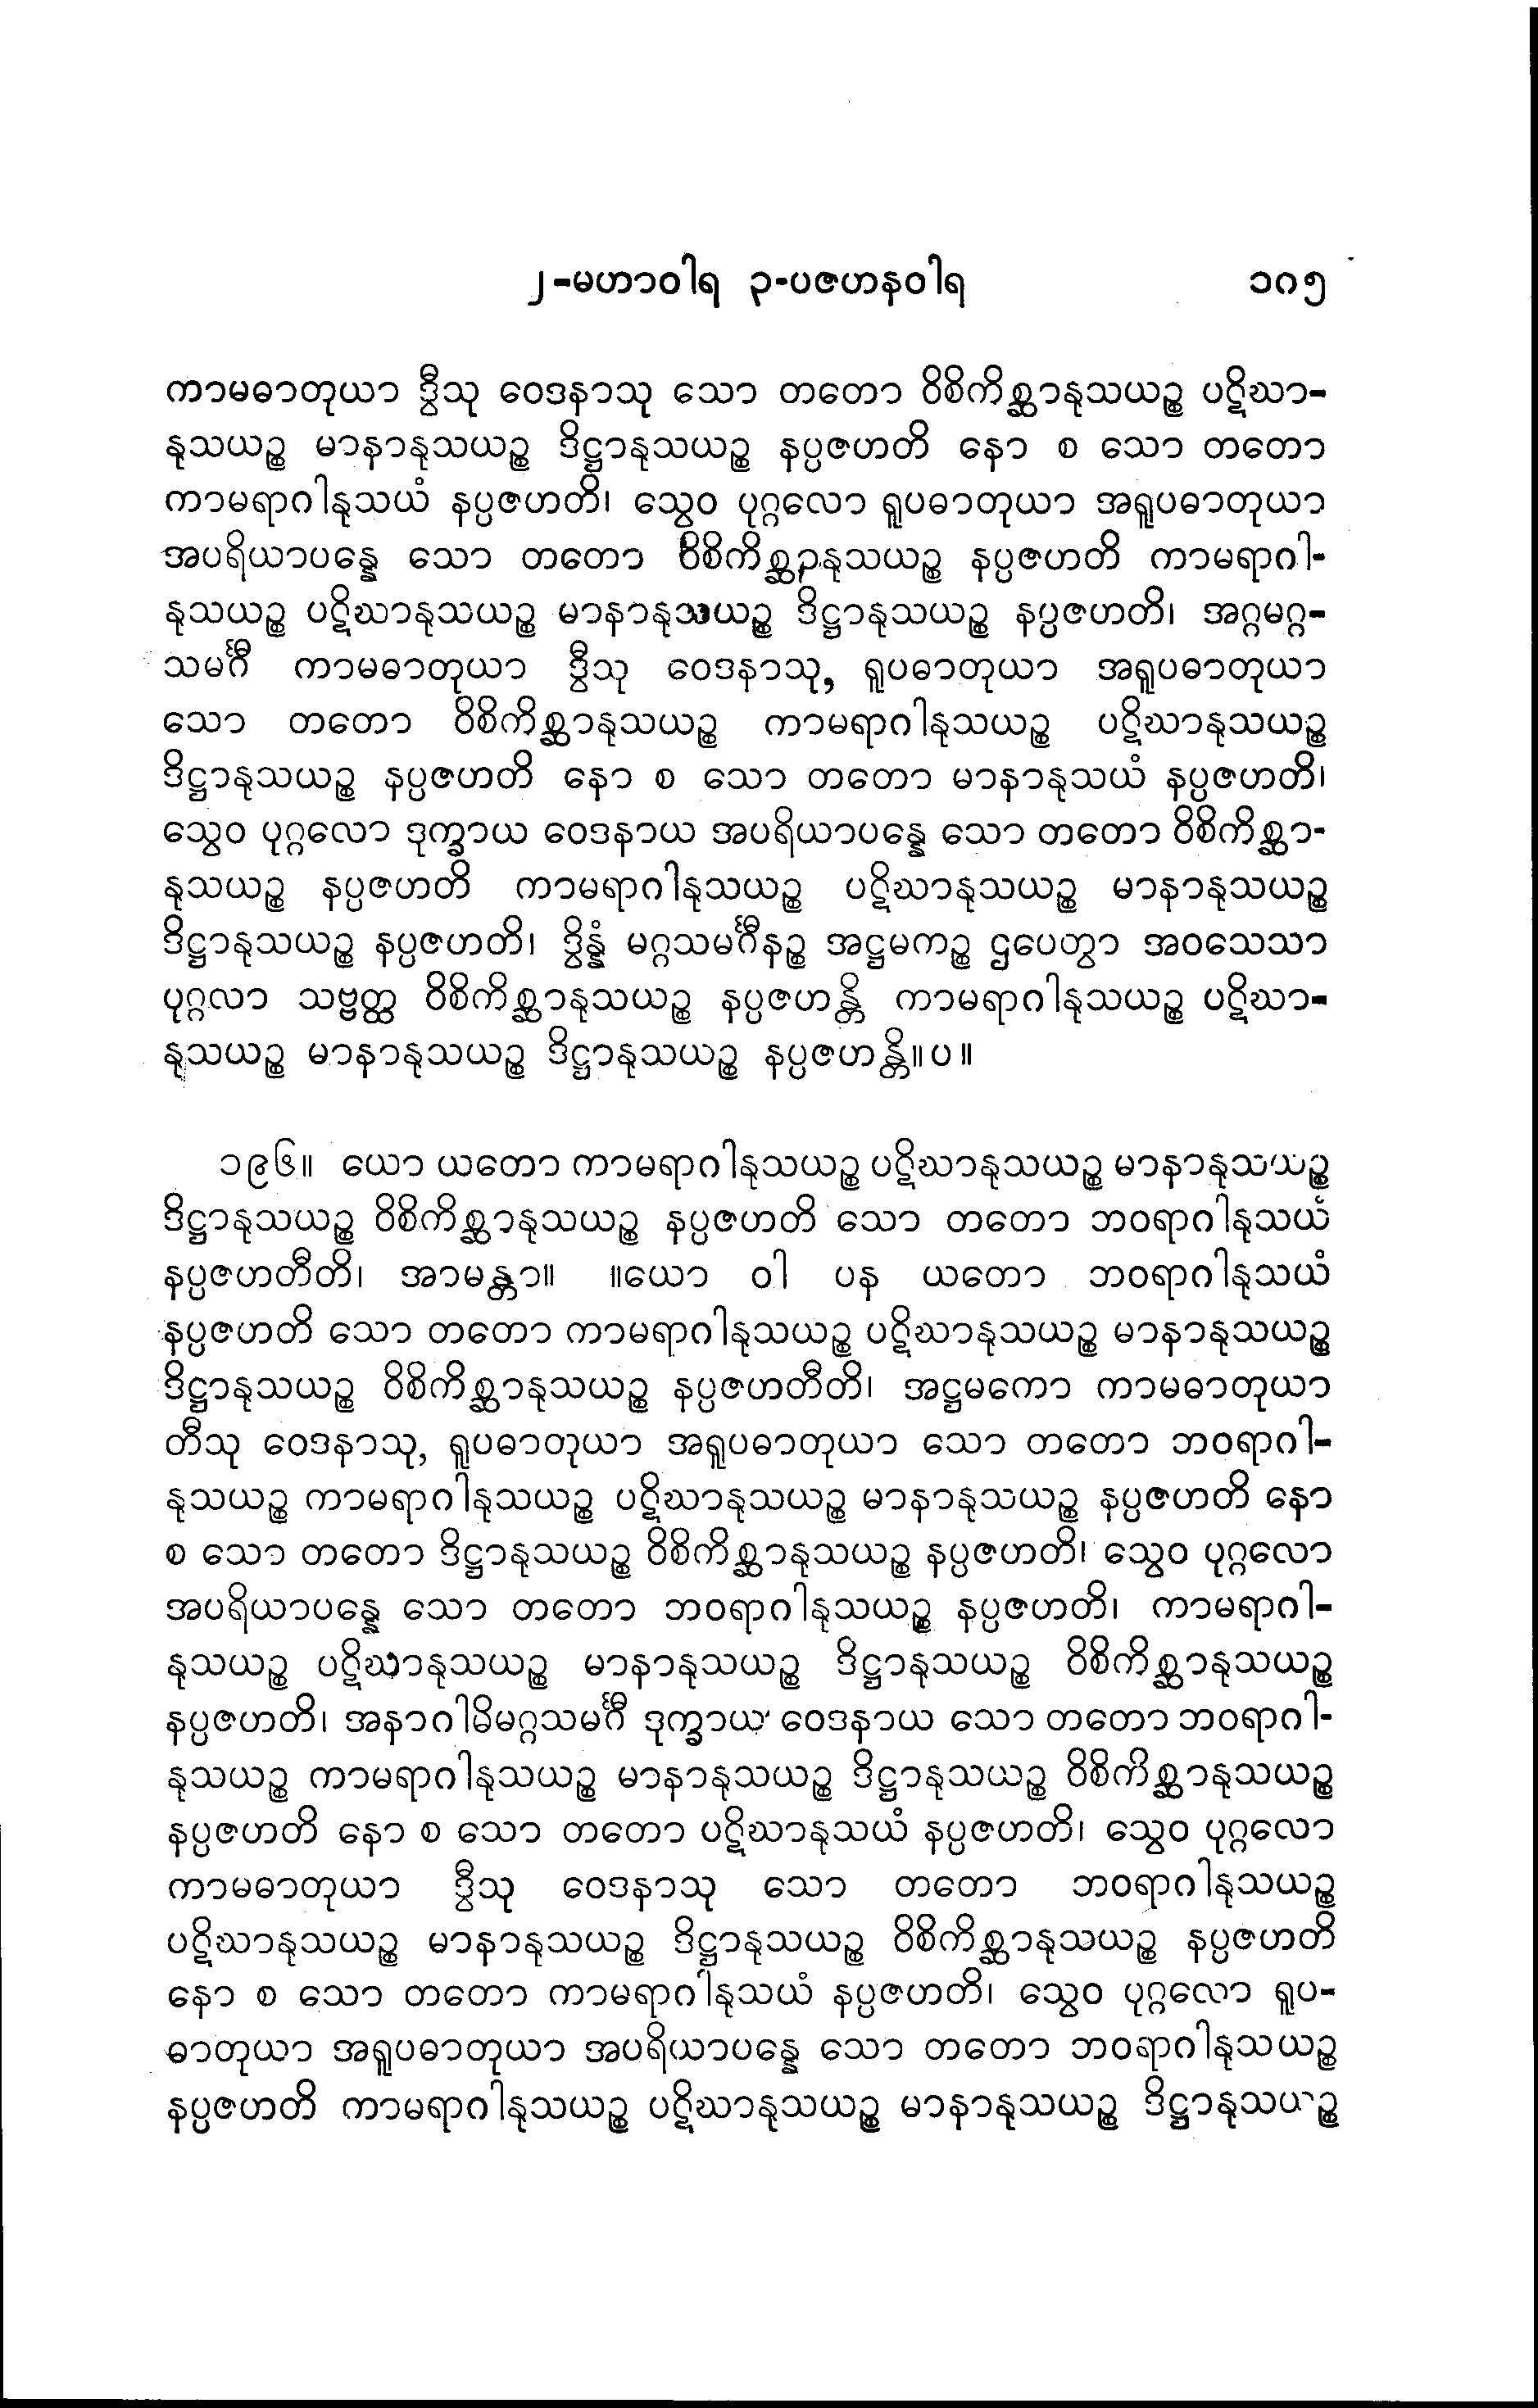 ၂-မဟာဝါရ ၃-ပဇဟနဝါရ ၁၈၅
ကာမဓာတုယာ ဒွီသု ဝေဒနာသု သော တတော ဝိစိကိစ္ဆာနုသယဉ္စ ပဋိဃာ-
နုသယဉ္စ မာနာနုသယဉ္စ ဒိဋ္ဌာနုသယဉ္စ နပ္ပဇဟတိ နော စ သော တတော
ကာမရာဂါနုသယံ နပ္ပဇဟတိ၊ သွေဝ ပုဂ္ဂလော ရူပဓာတုယာ အရူပဓာတုယာ
အပရိယာပန္နေ သော တတော ဝိစိကိစ္ဆာနုသယဉ္စ နပ္ပဇဟတိ ကာမရာဂါ-
နုသယဉ္စ ပဋိဃာနုသယဉ္စ မာနာနုသယဉ္စ ဒိဋ္ဌာနုသယဉ္စ နပ္ပဇဟတိ၊ အဂ္ဂမဂ္ဂ-
သမင်္ဂီ ကာမဓာတုယာ ဒွီသု ဝေဒနာသု, ရူပဓာတုယာ အရူပဓာတုယာ
သော တတော ဝိစိကိစ္ဆာနုသယဉ္စ ကာမရာဂါနုသယဉ္စ ပဋိဃာနုသယဉ္စ
ဒိဋ္ဌာနုသယဉ္စ နပ္ပဇဟတိ နော စ သော တတော မာနာနုသယံ နပ္ပဇဟတိ၊
သွေဝ ပုဂ္ဂလော ဒုက္ခာယ ဝေဒနာယ အပရိယာပန္နေ သော တတော ဝိစိကိစ္ဆာ-
နုသယဉ္စ နပ္ပဇဟတိ ကာမရာဂါနုသယဉ္စ ပဋိဃာနုသယဉ္စ မာနာနုသယဉ္စ
ဒိဋ္ဌာနုသယဉ္စ နပ္ပဇဟတိ၊ ဒွိန္နံ မဂ္ဂသမင်္ဂီနဉ္စ အဋ္ဌမကဉ္စ ဌပေတွာ အဝသေသာ
ပုဂ္ဂလာ သဗ္ဗတ္ထ ဝိစိကိစ္ဆာနုသယဉ္စ နပ္ပဇဟန္တိ ကာမရာဂါနုသယဉ္စ ပဋိဃာ-
နုသယဉ္စ မာနာနုသယဉ္စ ဒိဋ္ဌာနုသယဉ္စ နပ္ပဇဟန္တိ။ပ။
၁၉၆။ ယော ယတော ကာမရာဂါနုသယဉ္စ ပဋိဃာနုသယဉ္စ မာနာနုသယဉ္စ
ဒိဋ္ဌာနုသယဉ္စ ဝိစိကိစ္ဆာနုသယဉ္စ နပ္ပဇဟတိ သော တတော ဘဝရာဂါနုသယံ
နပ္ပဇဟတီတိ၊ အာမန္တာ။ ။ယော ဝါ ပန ယတော ဘဝရာဂါနုသယံ
နပ္ပဇဟတိ သော တတော ကာမရာဂါနုသယဉ္စ ပဋိဃာနုသယဉ္စ မာနာနုသယဉ္စ
ဒိဋ္ဌာနုသယဉ္စ ဝိစိကိစ္ဆာနုသယဉ္စ နပ္ပဇဟတီတိ၊ အဋ္ဌမကော ကာမဓာတုယာ
တီသု ဝေဒနာသု, ရူပဓာတုယာ အရူပဓာတုယာ သော တတော ဘဝရာဂါ-
နုသယဉ္စ ကာမရာဂါနုသယဉ္စ ပဋိဃာနုသယဉ္စ မာနာနုသယဉ္စ နပ္ပဇဟတိ နော
စ သော တတော ဒိဋ္ဌာနုသယဉ္စ ဝိစိကိစ္ဆာနုသယဉ္စ နပ္ပဇဟတိ၊ သွေဝ ပုဂ္ဂလော
အပရိယာပန္နေ သော တတော ဘဝရာဂါနုသယဉ္စ နပ္ပဇဟတိ၊ ကာမရာဂါ-
နုသယဉ္စ ပဋိဃာနုသယဉ္စ မာနာနုသယဉ္စ ဒိဋ္ဌာနုသယဉ္စ ဝိစိကိစ္ဆာနုသယဉ္စ
နပ္ပဇဟတိ၊ အနာဂါမိမဂ္ဂသမင်္ဂီ ဒုက္ခာယ ဝေဒနာယ သော တတော ဘဝရာဂါ-
နုသယဉ္စ ကာမရာဂါနုသယဉ္စ မာနာနုသယဉ္စ ဒိဋ္ဌာနုသယဉ္စ ဝိစိကိစ္ဆာနုသယဉ္စ
နပ္ပဇဟတိ နော စ သော တတော ပဋိဃာနုသယံ နပ္ပဇဟတိ၊ သွေဝ ပုဂ္ဂလော
ကာမဓာတုယာ ဒွီသု ဝေဒနာသု သော တတော ဘဝရာဂါနုသယဉ္စ
ပဋိဃာနုသယဉ္စ မာနာနုသယဉ္စ ဒိဋ္ဌာနုသယဉ္စ ဝိစိကိစ္ဆာနုသယဉ္စ နပ္ပဇဟတိ
နော စ သော တတော ကာမရာဂါနုသယံ နပ္ပဇဟတိ၊ သွေဝ ပုဂ္ဂလော ရူပ-
ဓာတုယာ အရူပဓာတုယာ အပရိယာပန္နေ သော တတော ဘဝရာဂါနုသယဉ္စ
နပ္ပဇဟတိ ကာမရာဂါနုသယဉ္စ ပဋိဃာနုသယဉ္စ မာနာနုသယဉ္စ ဒိဋ္ဌာနုသယဉ္စ